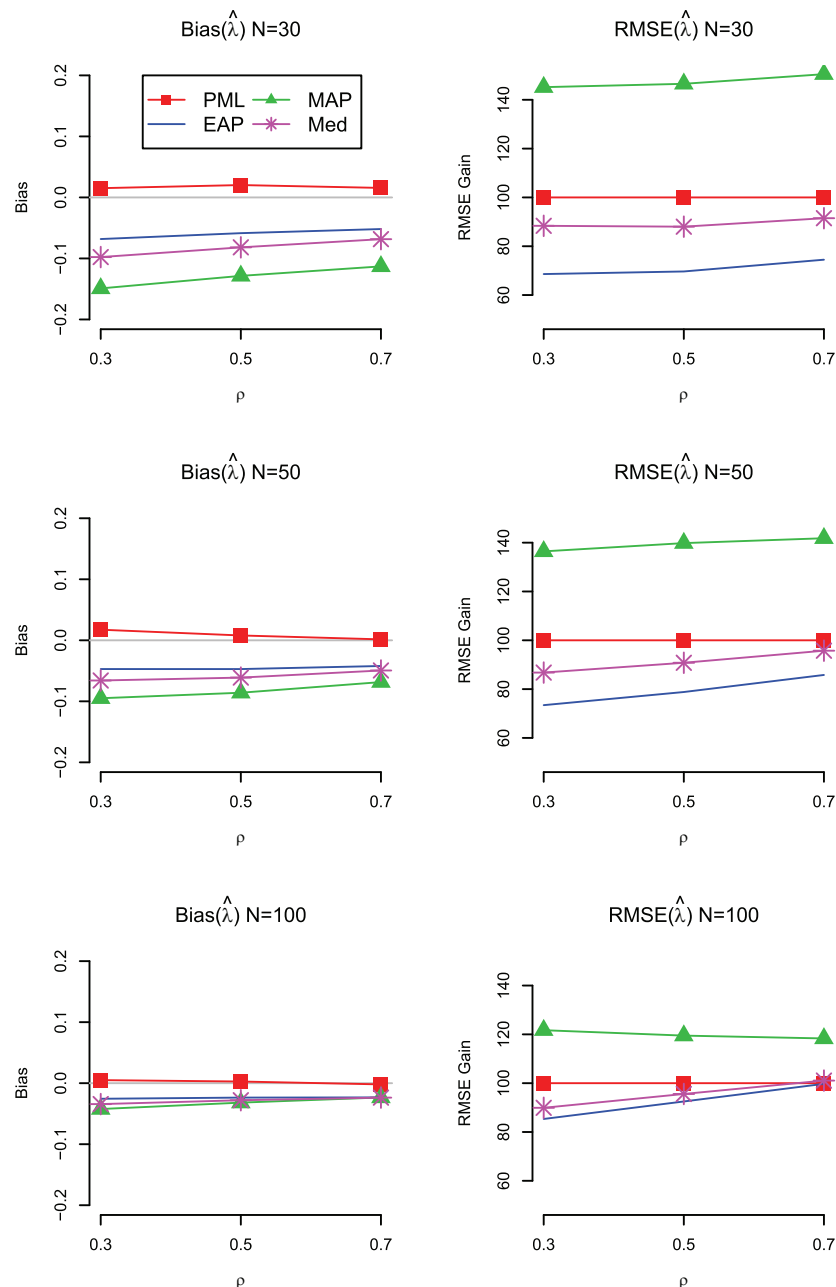 Bias(λ̂) N=30
RMSE(λ̂) N=30
PML MAP
EAP Med
Bias
0.2
0.1
0.0
−0.1
−0.2
0.3 0.5 0.7
ρ
RMSE Gain
140
120
100
80
60
0.3 0.5 0.7
ρ
Bias(λ̂) N=50
RMSE(λ̂) N=50
Bias
0.2
0.1
0.0
−0.1
−0.2
0.3 0.5 0.7
ρ
RMSE Gain
140
120
100
80
60
0.3 0.5 0.7
ρ
Bias(λ̂) N=100
RMSE(λ̂) N=100
Bias
0.2
0.1
0.0
−0.1
−0.2
0.3 0.5 0.7
ρ
RMSE Gain
140
120
100
80
60
0.3 0.5 0.7
ρ